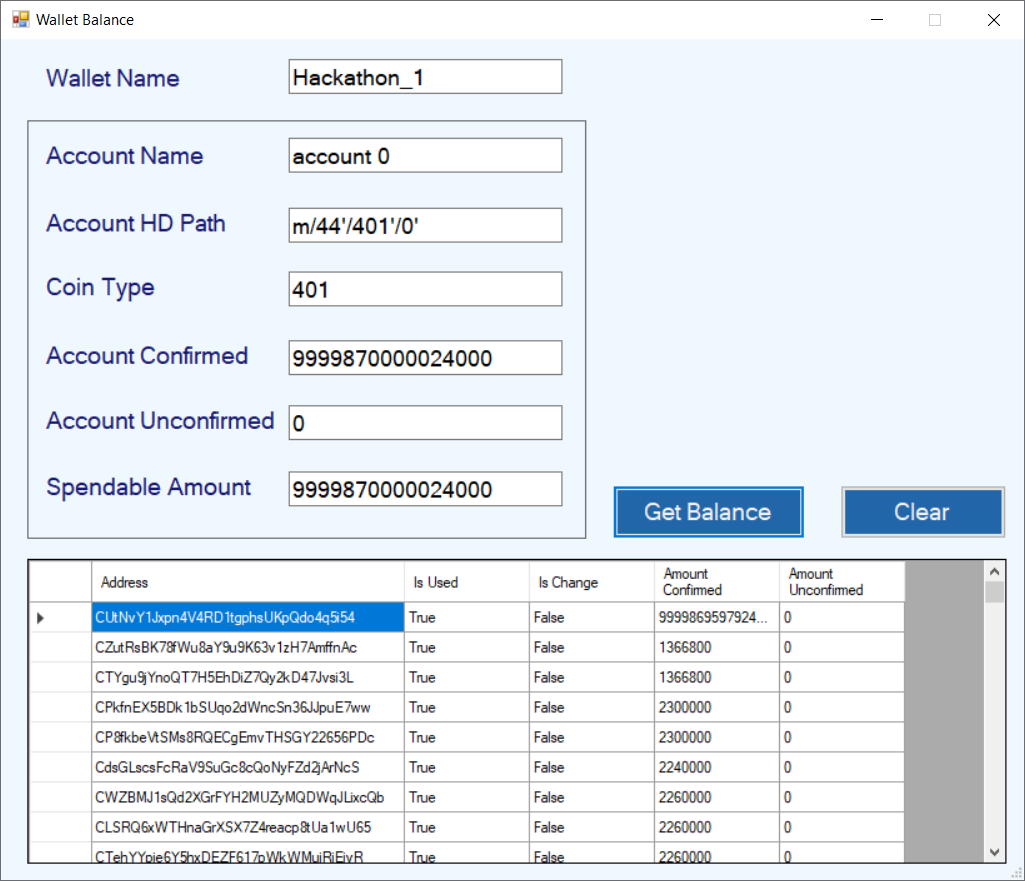 Wallet Balance
Wallet Name Hackathon_1
Account Name account 0
Account HD Path m/44'/401'/0'
Coin Type 401
Account Confirmed 9999870000024000
Account Unconfirmed 0
Spendable Amount 9999870000024000
Get Balance Clear
Address Is Used Is Change Amount Confirmed Amount Unconfirmed
CUtNvY1Jxpn4V4RD1tgphsUKpQdo4q5i54 True False 9999869597924... 0
CZutRsBK78fWu8aY9u9K63v1zH7AmffnAc True False 1366800 0
CTYgu9jYnoQT7H5EhDiZ7Qy2kD47Jvsi3L True False 1366800 0
CPkfnEX5BDk1bSUqo2dWncSn36JJpuE7ww True False 2300000 0
CP8fkbeVtSMs8RQECgEmvTHSGY22656PDc True False 2300000 0
CdsGLscsFcRaV9SuGc8cQoNyFZd2jArNcS True False 2240000 0
CWZBMJ1sQd2XGrFYH2MUZyMQDWqJLixcQb True False 2260000 0
CLSRQ6xWTHnaGrXSX7Z4reacp8tUa1wU65 True False 2260000 0
CTehYYpie6Y5hxDEZF617pWkWMuiRiEivR True False 2260000 0